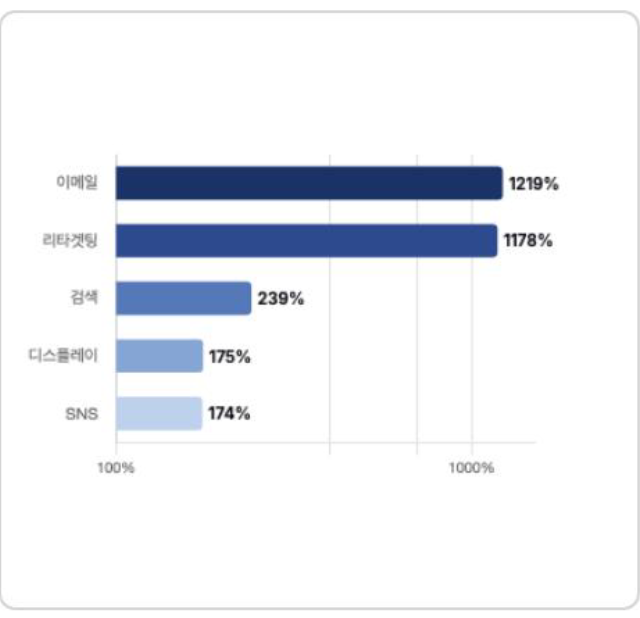 이메일 1219%
리타겟팅 1178%
검색 239%
디스플레이 175%
SNS 174%
100% 1000%